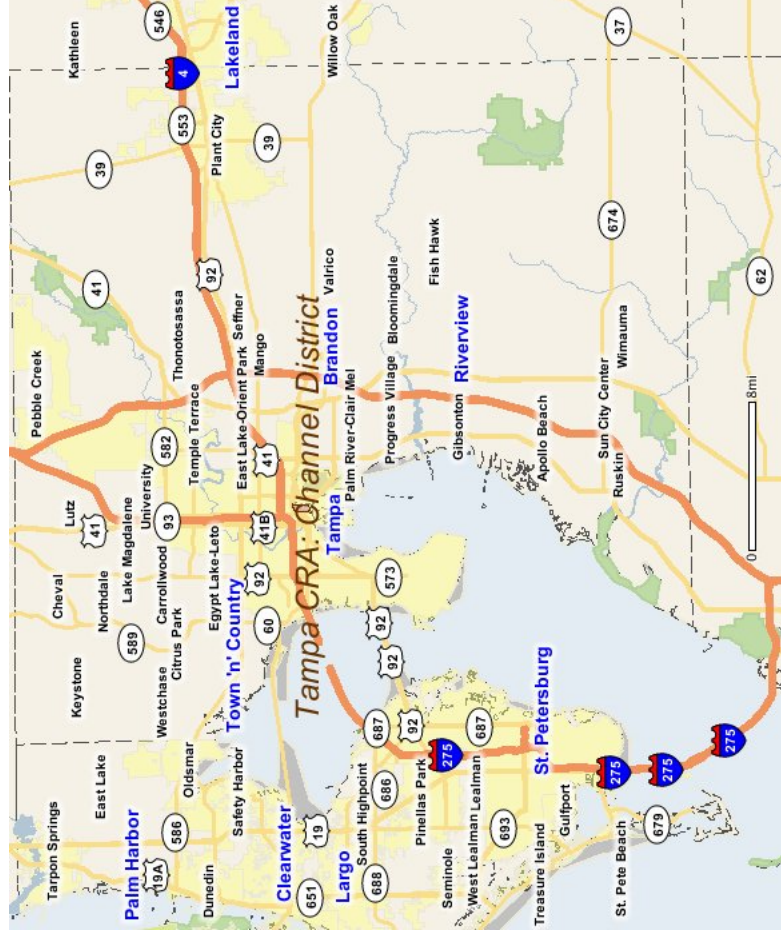 546
37
Kathleen
4
Lakeland
Willow Oak
553
39
Plant City
39
674
41
92
Fish Hawk
62
Valrico
Thonotosassa
Seffner
Bloomingdale
Pebble Creek
Mango
Brandon
Riverview
Wimauma
Temple Terrace
East Lake-Orient Park
Palm River-Clair Mel
Progress Village
Gibsonton
Sun City Center
582
41
Apollo Beach
Ruskin
8mi
0
Lutz
41
University
93
41B
Tampa
Lake Magdalene
Carrollwood
Egypt Lake-Leto
92
573
Cheval
Northdale
589
Citrus Park
60
92
Keystone
Westchase
Town 'n' Country
92
Tampa CRA: Channel District
East Lake
Oldsmar
Safety Harbor
687
92
687
275
St. Petersburg
275
275
275
South Highpoint
686
Pinellas Park
Lealman
Tarpon Springs
Palm Harbor
19A
586
Clearwater
19
Largo
West Lealman
693
Gulfport
679
Dunedin
651
688
Seminole
Treasure Island
St. Pete Beach